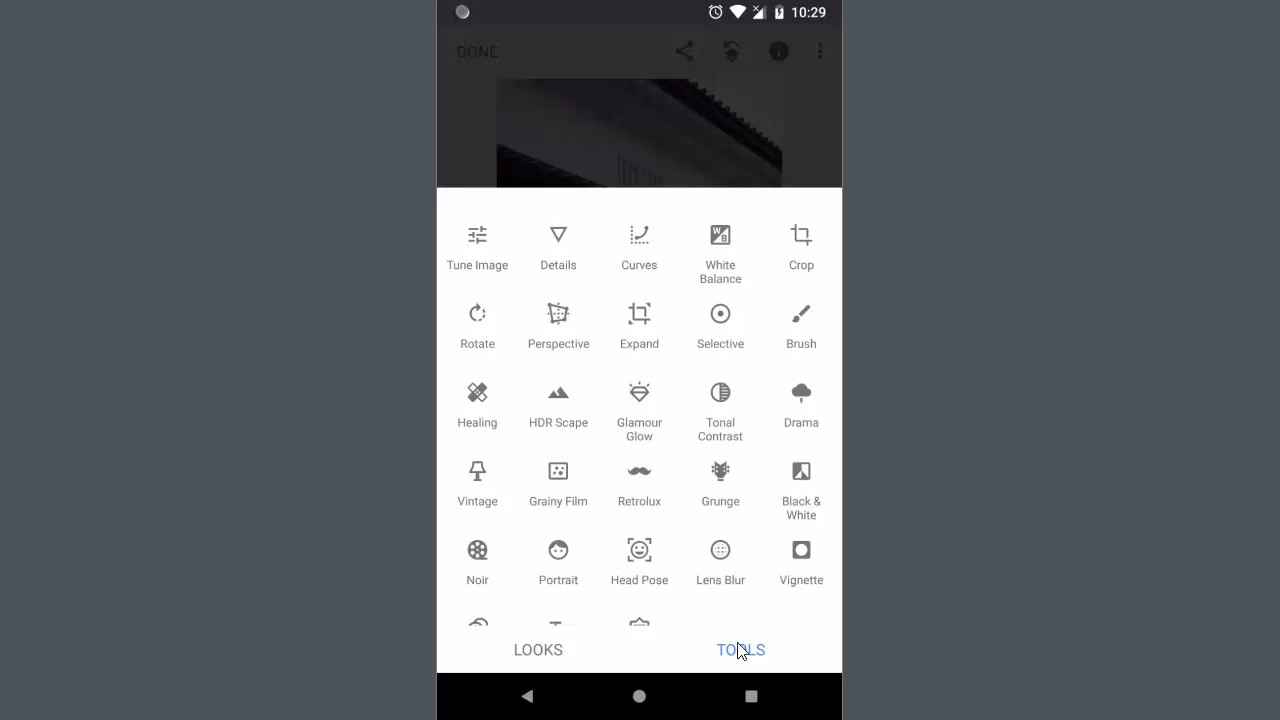 10:29
DONE
Tune Image
Details
Curves
White
Balance
Crop
Rotate
Perspective
Expand
Selective
Brush
Healing
HDR Scape
Glamour
Glow
Tonal
Contrast
Drama
Vintage
Grainy Film
Retrolux
Grunge
Black &
White
Noir
Portrait
Head Pose
Lens Blur
Vignette
LOOKS
TOOLS